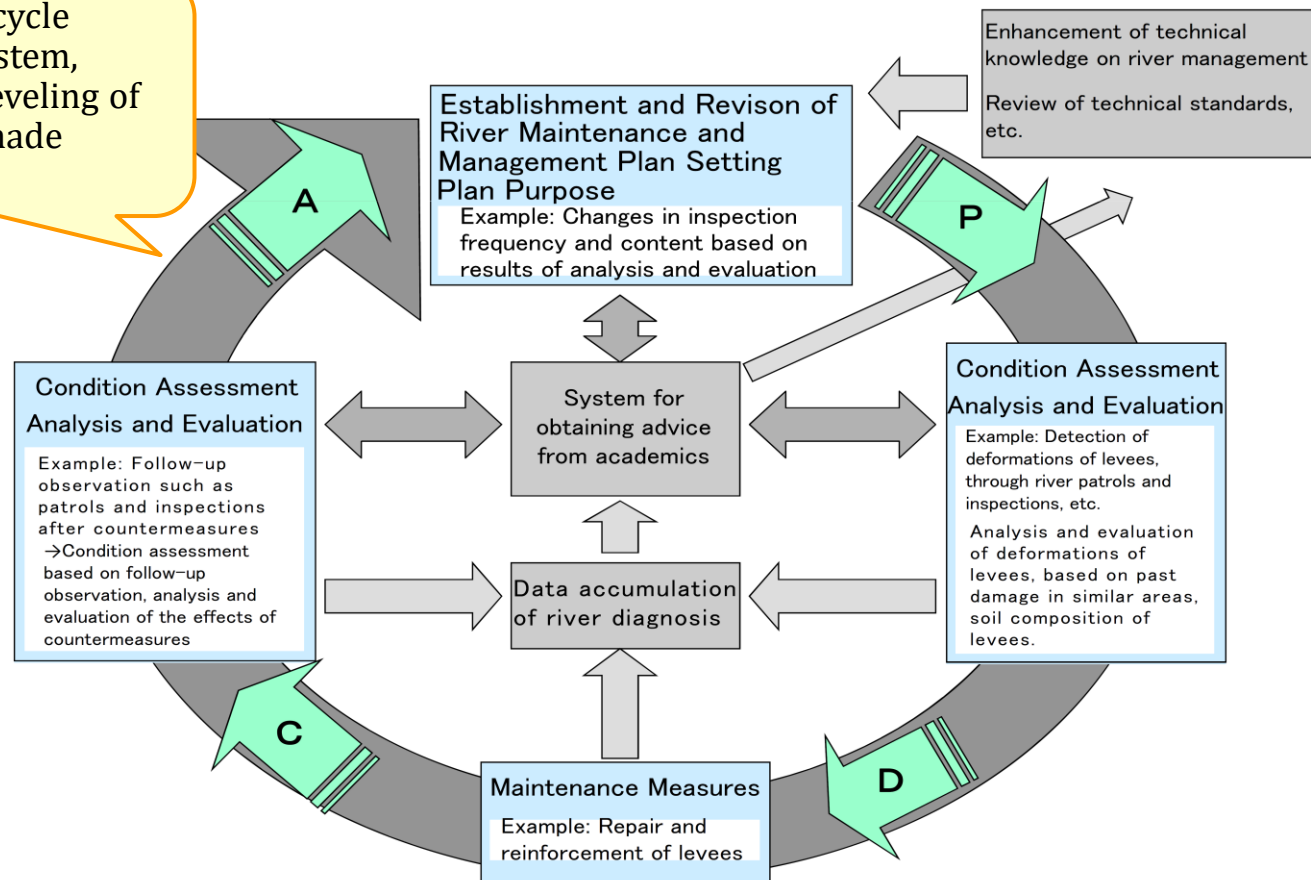 cycle
stem,
eveling of
made
Enhancement of technical
knowledge on river management
Review of technical standards,
etc.
Establishment and Revison of
River Maintenance and
Management Plan Setting
Plan Purpose
Example: Changes in inspection
frequency and content based on
results of analysis and evaluation
A
P
Condition Assessment
Analysis and Evaluation
Example: Follow-up
observation such as
patrols and inspections
after countermeasures
→Condition assessment
based on follow-up
observation, analysis and
evaluation of the effects of
countermeasures
System for
obtaining advice
from academics
Condition Assessment
Analysis and Evaluation
Example: Detection of
deformations of levees,
through river patrols and
inspections, etc.
Analysis and evaluation
of deformations of
levees, based on past
damage in similar areas,
soil composition of
levees.
Data accumulation
of river diagnosis
C
D
Maintenance Measures
Example: Repair and
reinforcement of levees